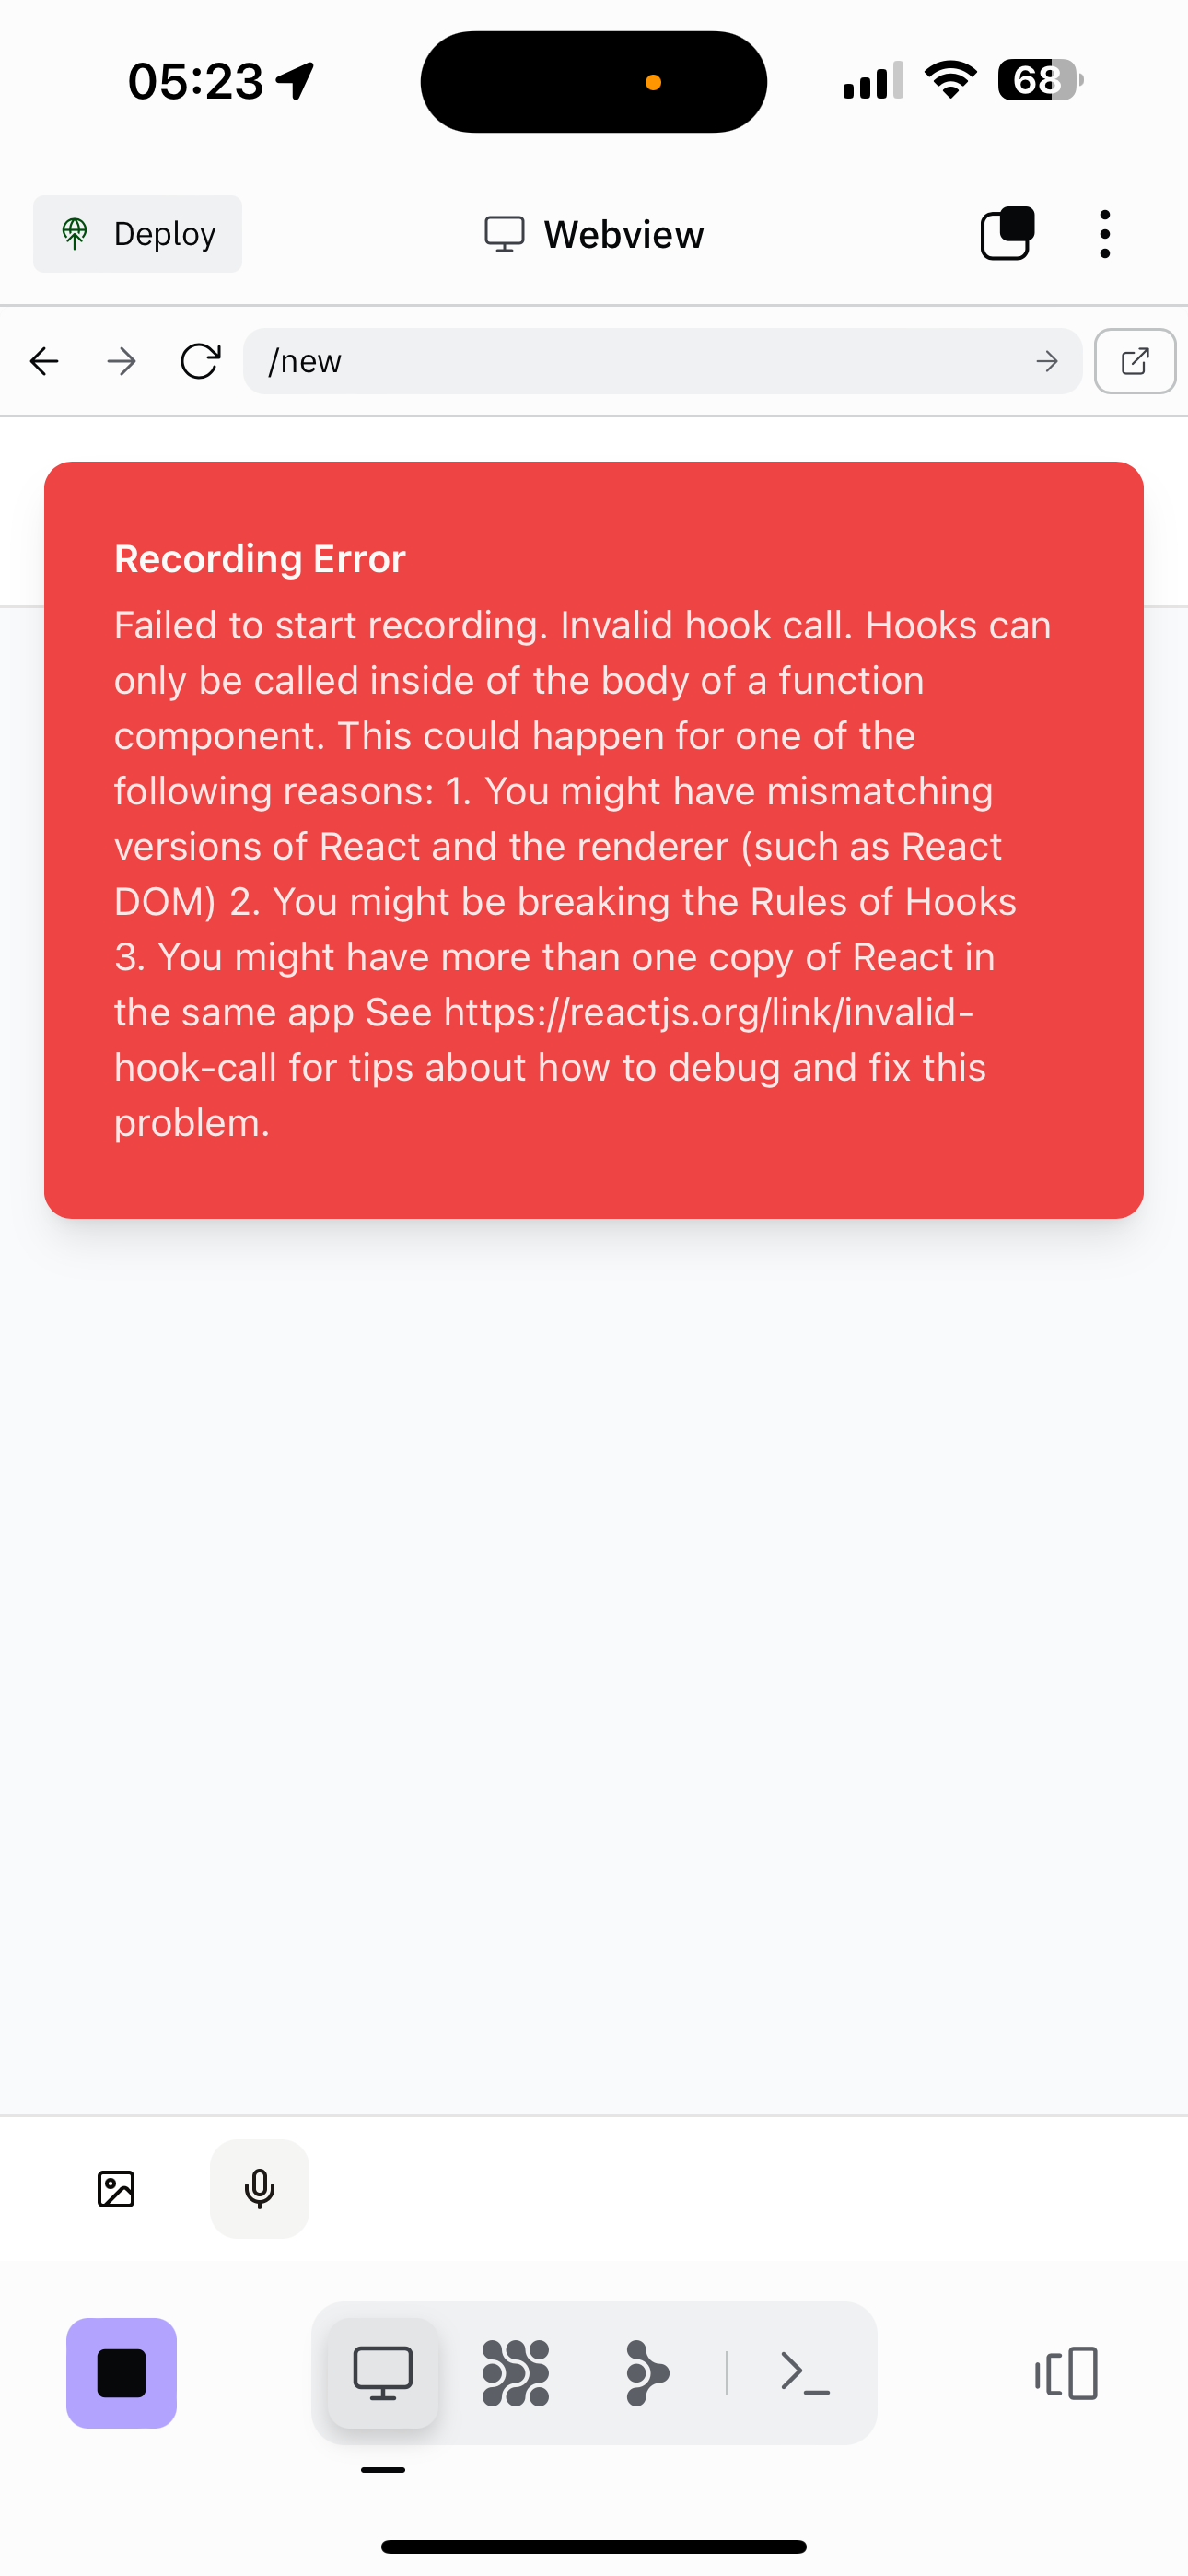 05:23
68
Deploy
Webview
/new
Recording Error
Failed to start recording. Invalid hook call. Hooks can
only be called inside of the body of a function
component. This could happen for one of the
following reasons: 1. You might have mismatching
versions of React and the renderer (such as React
DOM) 2. You might be breaking the Rules of Hooks
3. You might have more than one copy of React in
the same app See https://reactjs.org/link/invalid-
hook-call for tips about how to debug and fix this
problem.